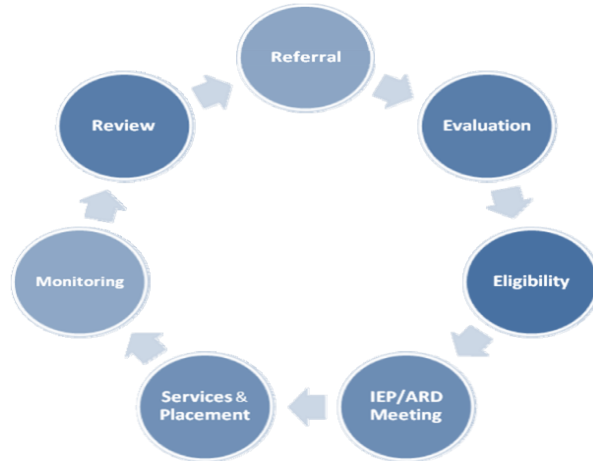 Referral
Evaluation
Eligibility
IEP/ARD
Meeting
Services &
Placement
Monitoring
Review